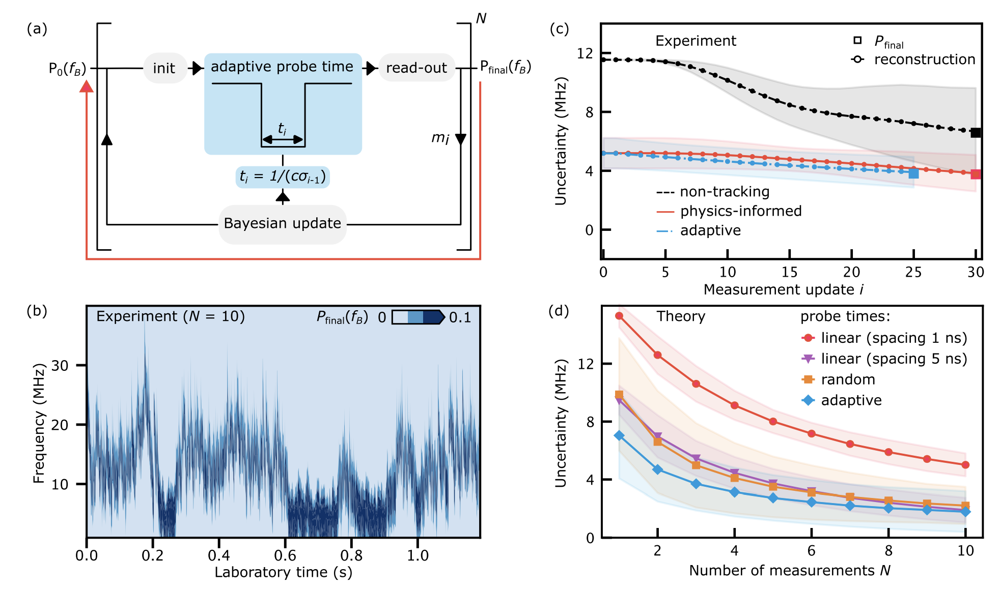 (a)
N
P0(fB)
init
adaptive probe time
read-out
Pfinal(fB)
ti
mi
ti = 1/(cσi-1)
Bayesian update
(b)
Experiment (N = 10)
Pfinal(fB) 0 0.1
Frequency (MHz)
30
20
10
0.0 0.2 0.4 0.6 0.8 1.0
Laboratory time (s)
(c)
Experiment
Pfinal
reconstruction
Uncertainty (MHz)
12
8
4
0
non-tracking
physics-informed
adaptive
0 5 10 15 20 25 30
Measurement update i
(d)
Theory
probe times:
linear (spacing 1 ns)
linear (spacing 5 ns)
random
adaptive
Uncertainty (MHz)
12
8
4
0
2 4 6 8 10
Number of measurements N